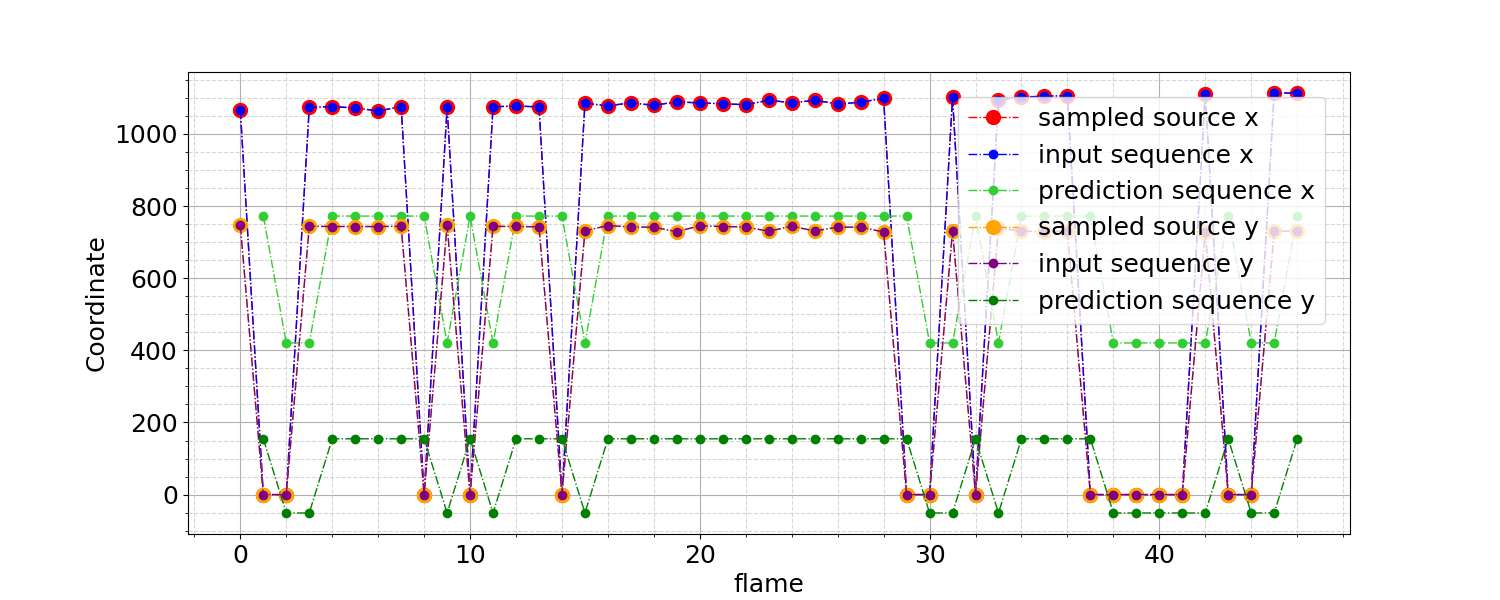 1000
800
600
400
200
0
Coordinate
0 10 20 30 40
flame
sampled source x
input sequence x
prediction sequence x
sampled source y
input sequence y
prediction sequence y